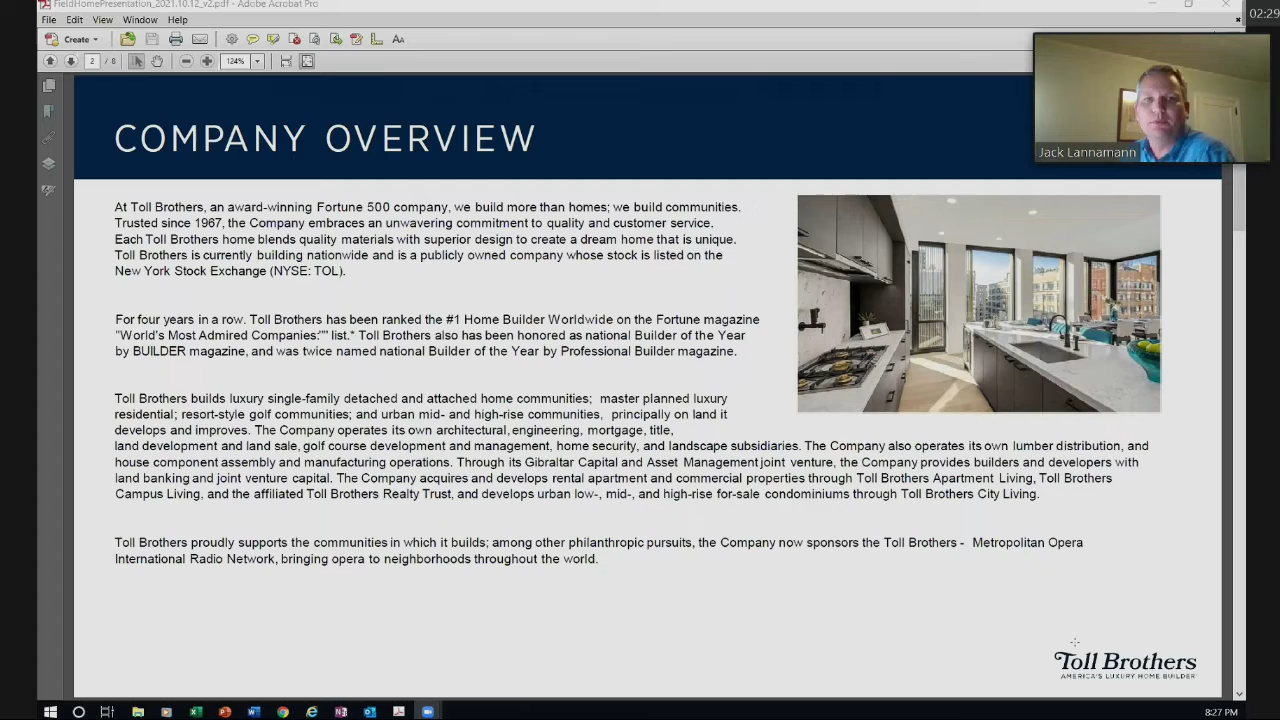 FieldHomePresentation_2021.10.12_v2.pdf - Adobe Acrobat Pro
02:29
File Edit View Window Help
Create
2 / 8 124%
Jack Lannamann
COMPANY OVERVIEW
At Toll Brothers, an award-winning Fortune 500 company, we build more than homes; we build communities.
Trusted since 1967, the Company embraces an unwavering commitment to quality and customer service.
Each Toll Brothers home blends quality materials with superior design to create a dream home that is unique.
Toll Brothers is currently building nationwide and is a publicly owned company whose stock is listed on the
New York Stock Exchange (NYSE: TOL).
For four years in a row. Toll Brothers has been ranked the #1 Home Builder Worldwide on the Fortune magazine
"World's Most Admired Companies:"" list.* Toll Brothers also has been honored as national Builder of the Year
by BUILDER magazine, and was twice named national Builder of the Year by Professional Builder magazine.
Toll Brothers builds luxury single-family detached and attached home communities; master planned luxury
residential; resort-style golf communities; and urban mid- and high-rise communities, principally on land it
develops and improves. The Company operates its own architectural, engineering, mortgage, title,
land development and land sale, golf course development and management, home security, and landscape subsidiaries. The Company also operates its own lumber distribution, and
house component assembly and manufacturing operations. Through its Gibraltar Capital and Asset Management joint venture, the Company provides builders and developers with
land banking and joint venture capital. The Company acquires and develops rental apartment and commercial properties through Toll Brothers Apartment Living, Toll Brothers
Campus Living, and the affiliated Toll Brothers Realty Trust, and develops urban low-, mid-, and high-rise for-sale condominiums through Toll Brothers City Living.
Toll Brothers proudly supports the communities in which it builds; among other philanthropic pursuits, the Company now sponsors the Toll Brothers - Metropolitan Opera
International Radio Network, bringing opera to neighborhoods throughout the world.
Toll Brothers
AMERICA'S LUXURY HOME BUILDER
8:27 PM